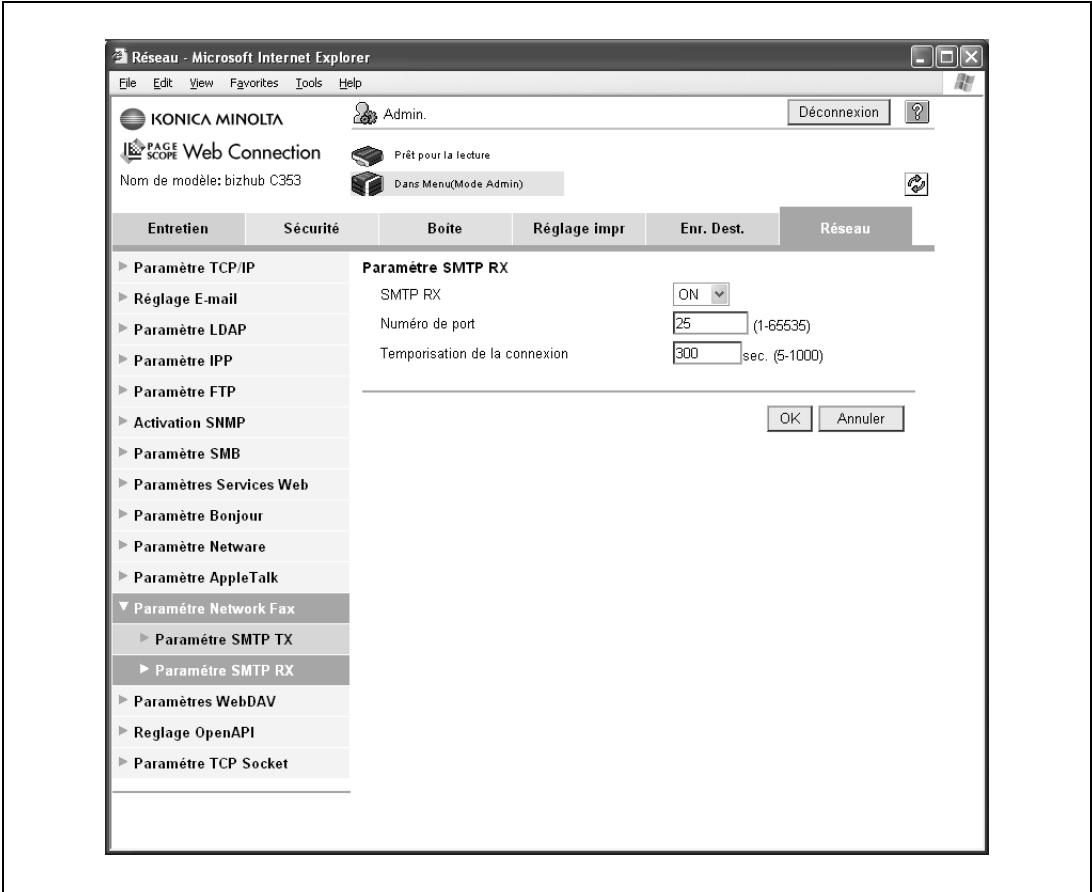 Réseau - Microsoft Internet Explorer
File Edit View Favorites Tools Help
KONICA MINOLTA
Admin.
Déconnexion
?
PAGE SCOPE Web Connection
Prêt pour la lecture
Nom de modèle: bizhub C353
Dans Menu(Mode Admin)
Entretien Sécurité Boite Réglage impr Enr. Dest. Réseau
Paramètre TCP/IP
Réglage E-mail
Paramètre LDAP
Paramètre IPP
Paramètre FTP
Activation SNMP
Paramètre SMB
Paramètres Services Web
Paramètre Bonjour
Paramètre Netware
Paramètre AppleTalk
Paramétre Network Fax
Paramétre SMTP TX
Paramétre SMTP RX
Paramètres WebDAV
Reglage OpenAPI
Paramétre TCP Socket
Paramétre SMTP RX
SMTP RX ON
Numéro de port 25 (1-65535)
Temporisation de la connexion 300 sec. (5-1000)
OK Annuler